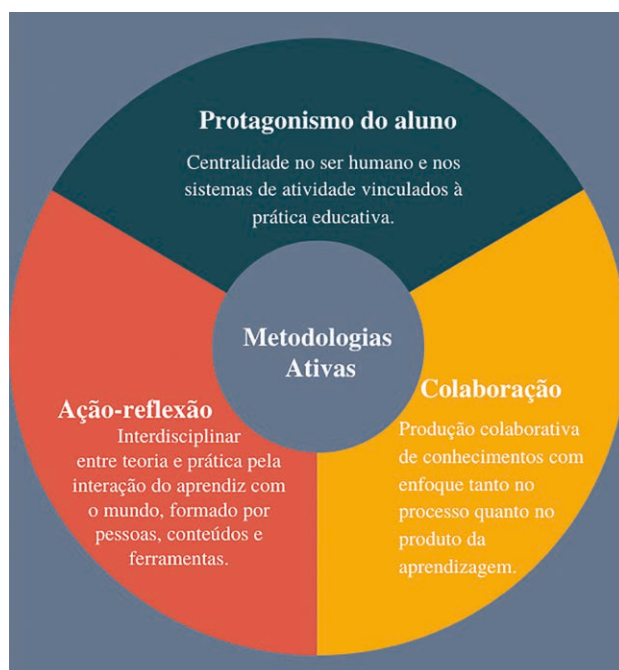 Protagonismo do aluno
Centralidade no ser humano e nos
sistemas de atividade vinculados à
prática educativa.
Metodologias
Ativas
Ação-reflexão
Interdisciplinar
entre teoria e prática pela
interação do aprendiz com
o mundo, formado por
pessoas, conteúdos e
ferramentas.
Colaboração
Produção colaborativa
de conhecimentos com
enfoque tanto no
processo quanto no
produto da
aprendizagem.